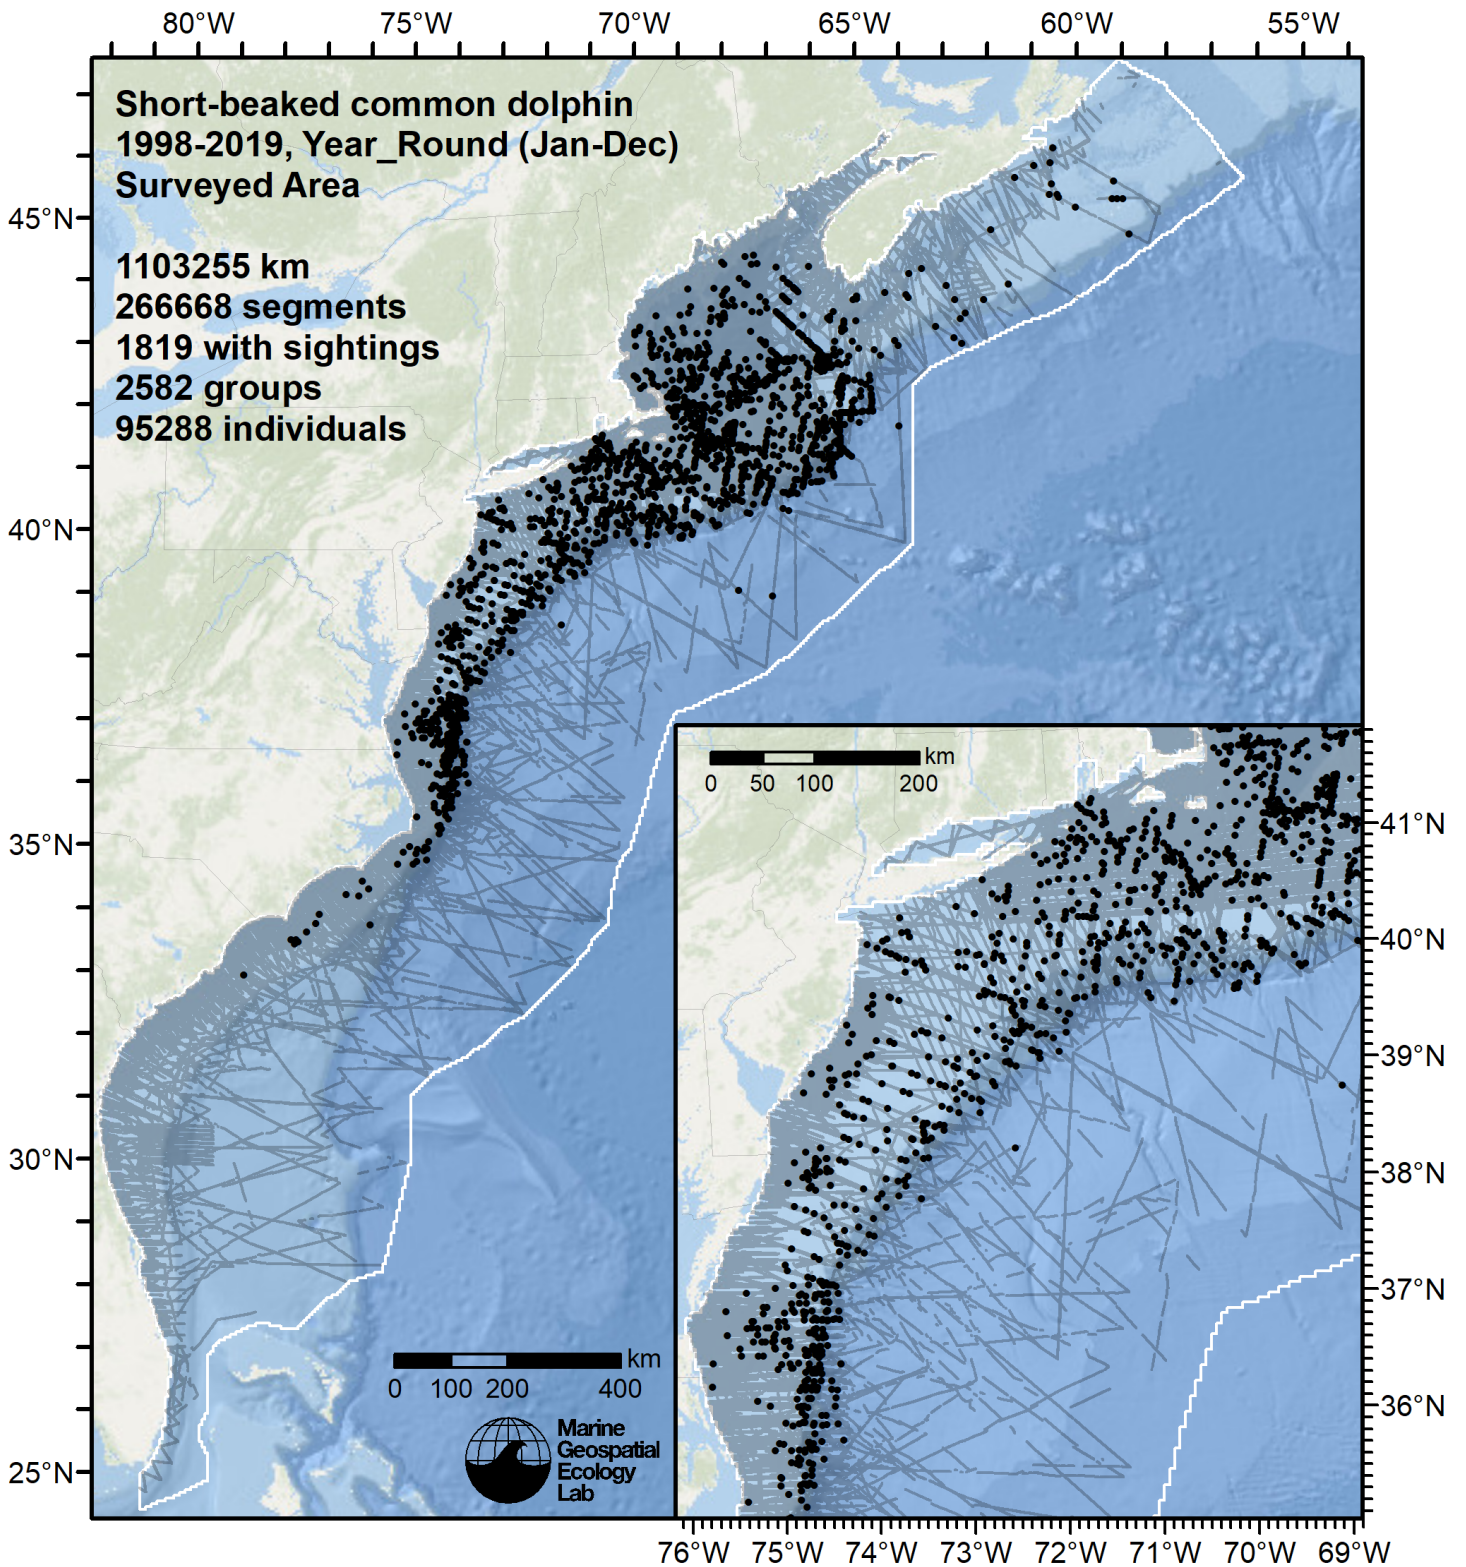 80°W 75°W 70°W 65°W 60°W 55°W
Short-beaked common dolphin
1998-2019, Year_Round (Jan-Dec)
Surveyed Area
1103255 km
266668 segments
1819 with sightings
2582 groups
95288 individuals
45°N
40°N
35°N
30°N
25°N
km
0 50 100 200
41°N
40°N
39°N
38°N
37°N
36°N
km
0 100 200 400
Marine
Geospatial
Ecology
Lab
76°W 75°W 74°W 73°W 72°W 71°W 70°W 69°W